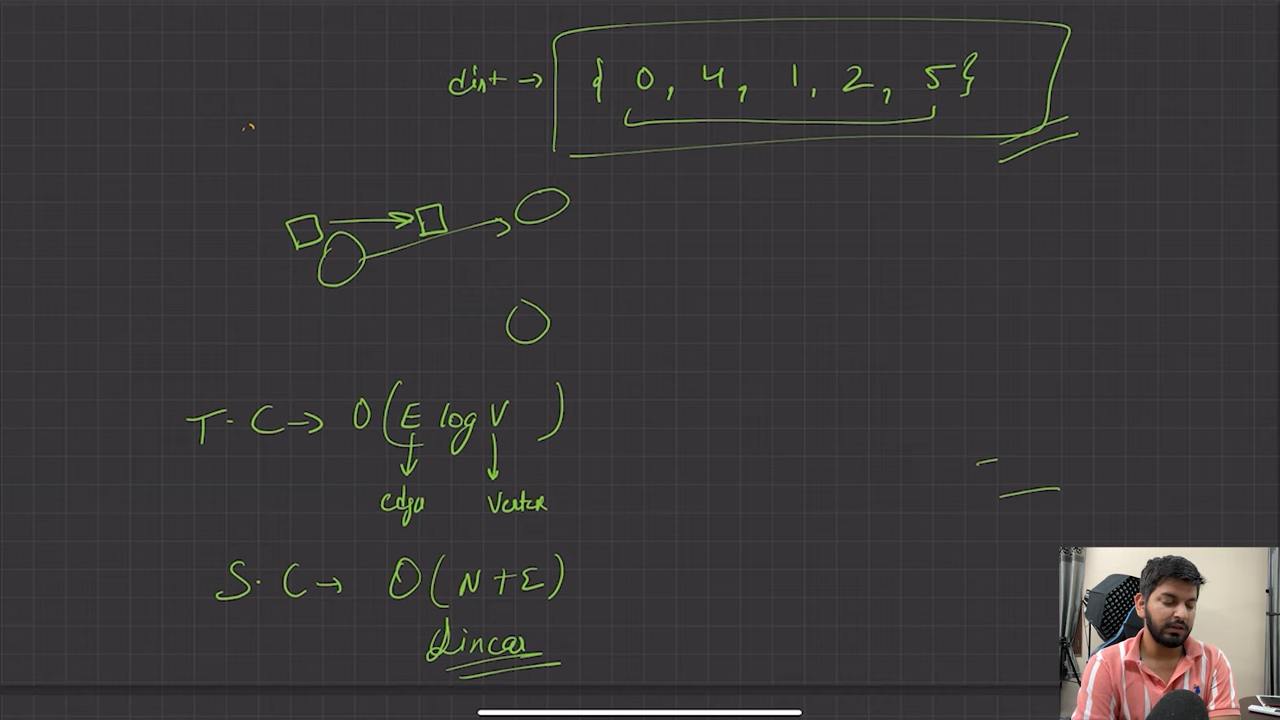 dist → { 0, 4, 1, 2, 5 }
T. C → O(E log V )
edge Vertex
S. C → O(N+E)
Linear